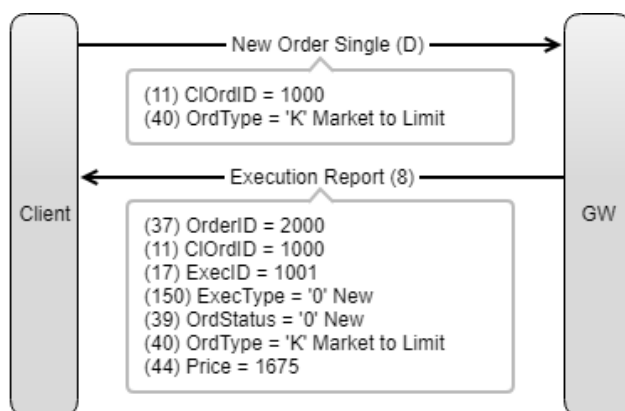 New Order Single (D)
(11) ClOrdID = 1000
(40) OrdType = 'K' Market to Limit
Execution Report (8)
Client
GW
(37) OrderID = 2000
(11) ClOrdID = 1000
(17) ExecID = 1001
(150) ExecType = '0' New
(39) OrdStatus = '0' New
(40) OrdType = 'K' Market to Limit
(44) Price = 1675